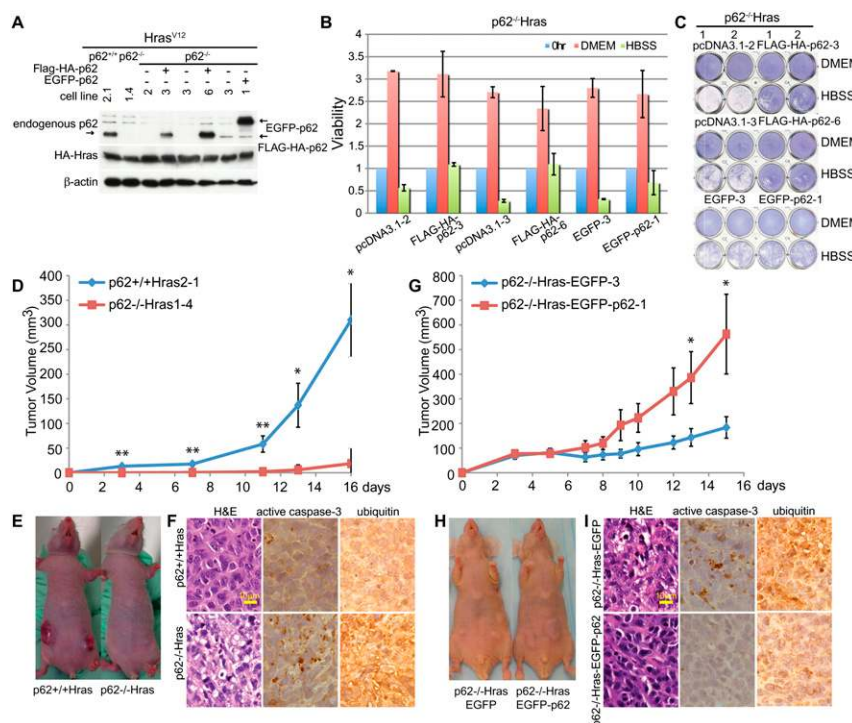 A
Hras^V12
p62+/+ p62-/- p62-/-
Flag-HA-p62 - + - + - -
EGFP-p62 - - - - - +
cell line 2.1 1.4 2 3 3 6 3 1
endogenous p62
→
← EGFP-p62
← FLAG-HA-p62
HA-Hras
β-actin
B
p62-/-Hras
0hr DMEM HBSS
Viability
3.5
3
2.5
2
1.5
1
0.5
0
pcDNA3.1-2
FLAG-HA-p62-3
pcDNA3.1-3
FLAG-HA-p62-6
EGFP-3
EGFP-p62-1
C
p62-/-Hras
1 2 1 2
pcDNA3.1-2 FLAG-HA-p62-3
DMEM
HBSS
pcDNA3.1-3 FLAG-HA-p62-6
DMEM
HBSS
EGFP-3 EGFP-p62-1
DMEM
HBSS
D
p62+/+Hras2-1
p62-/-Hras1-4
Tumor Volume (mm3)
400
350
300
250
200
150
100
50
0
** ** ** * *
0 2 4 6 8 10 12 14 16 days
G
p62-/-Hras-EGFP-3
p62-/-Hras-EGFP-p62-1
Tumor Volume (mm3)
800
700
600
500
400
300
200
100
0
* *
0 2 4 6 8 10 12 14 16 days
E
p62+/+Hras p62-/-Hras
F
H&E active caspase-3 ubiquitin
p62+/+Hras
10µm
p62-/-Hras
H
p62-/-Hras EGFP
p62-/-Hras EGFP-p62
I
H&E active caspase-3 ubiquitin
p62-/-Hras-EGFP
10µm
p62-/-Hras-EGFP-p62